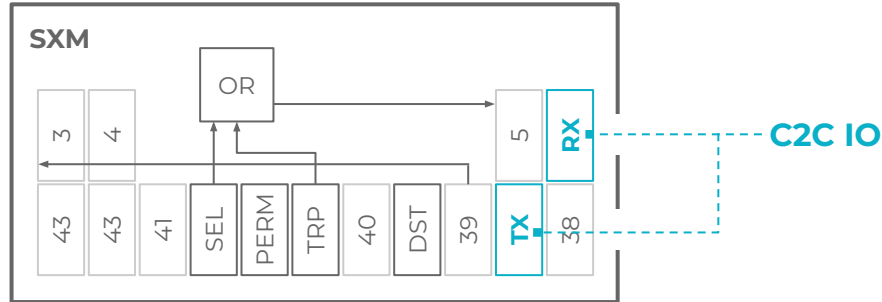 SXM
OR
3
4
5
RX
C2C IO
43
43
41
SEL
PERM
TRP
40
DST
39
TX
38